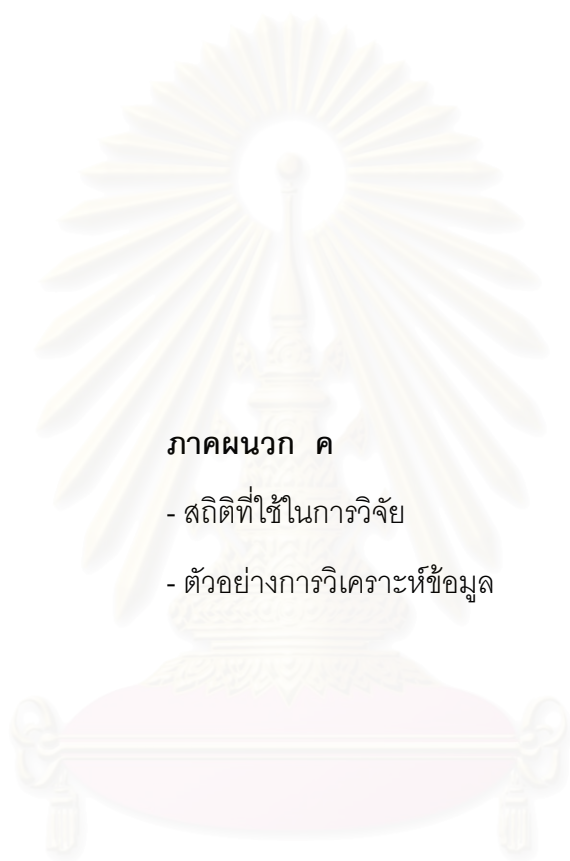 ภาคผนวก ค
- สถิติที่ใช้ในการวิจัย
- ตัวอย่างการวิเคราะห์ข้อมูล